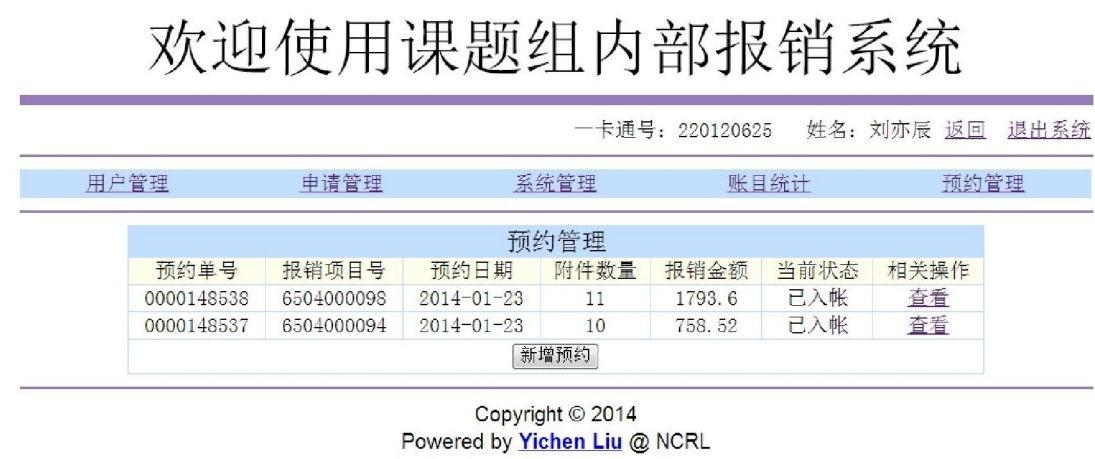 欢迎使用课题组内部报销系统
一卡通号：220120625 姓名：刘亦辰 返回 退出系统
用户管理 申请管理 系统管理 账目统计 预约管理
预约管理
预约单号 报销项目号 预约日期 附件数量 报销金额 当前状态 相关操作
0000148538 6504000098 2014-01-23 11 1793.6 已入帐 查看
0000148537 6504000094 2014-01-23 10 758.52 已入帐 查看
新增预约
Copyright © 2014
Powered by Yichen Liu @ NCRL